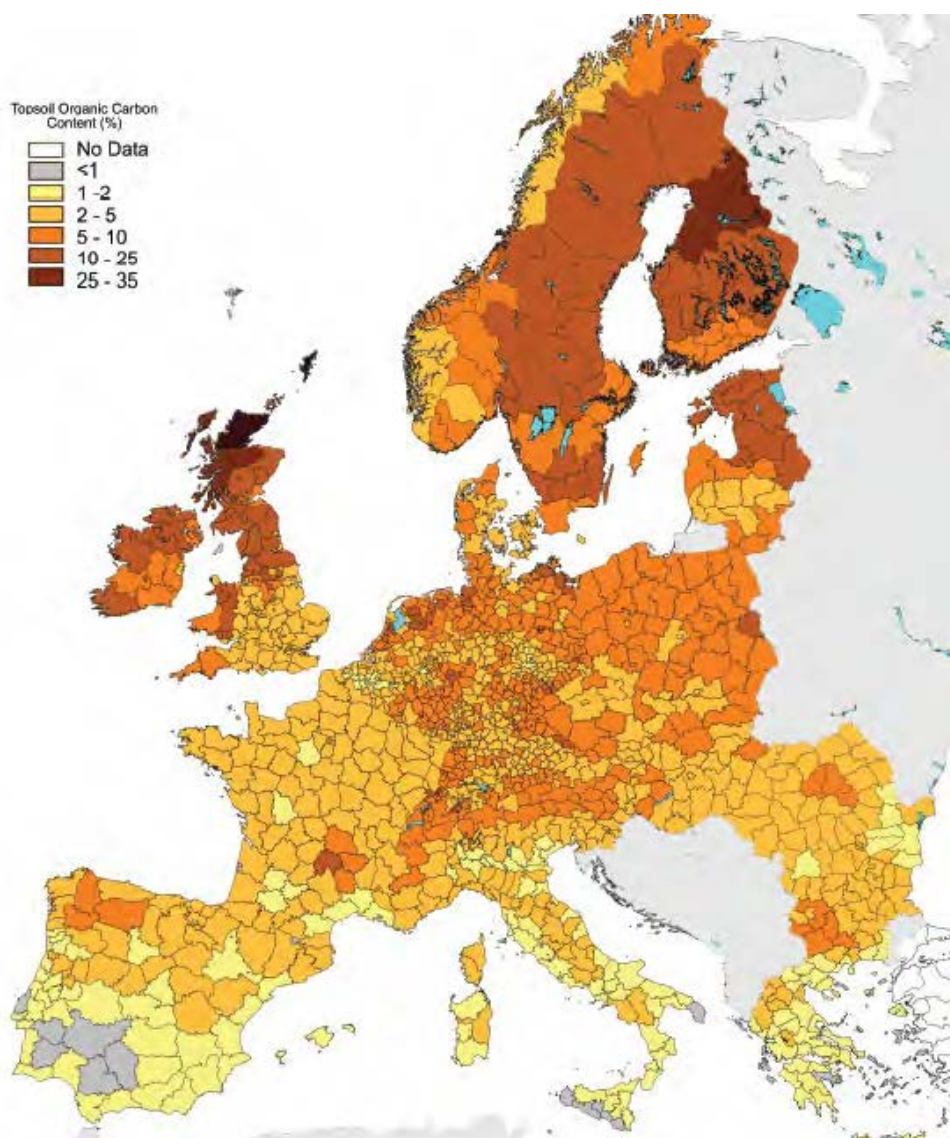 Topsoil Organic Carbon
Content (%)
No Data
<1
1 -2
2 - 5
5 - 10
10 - 25
25 - 35